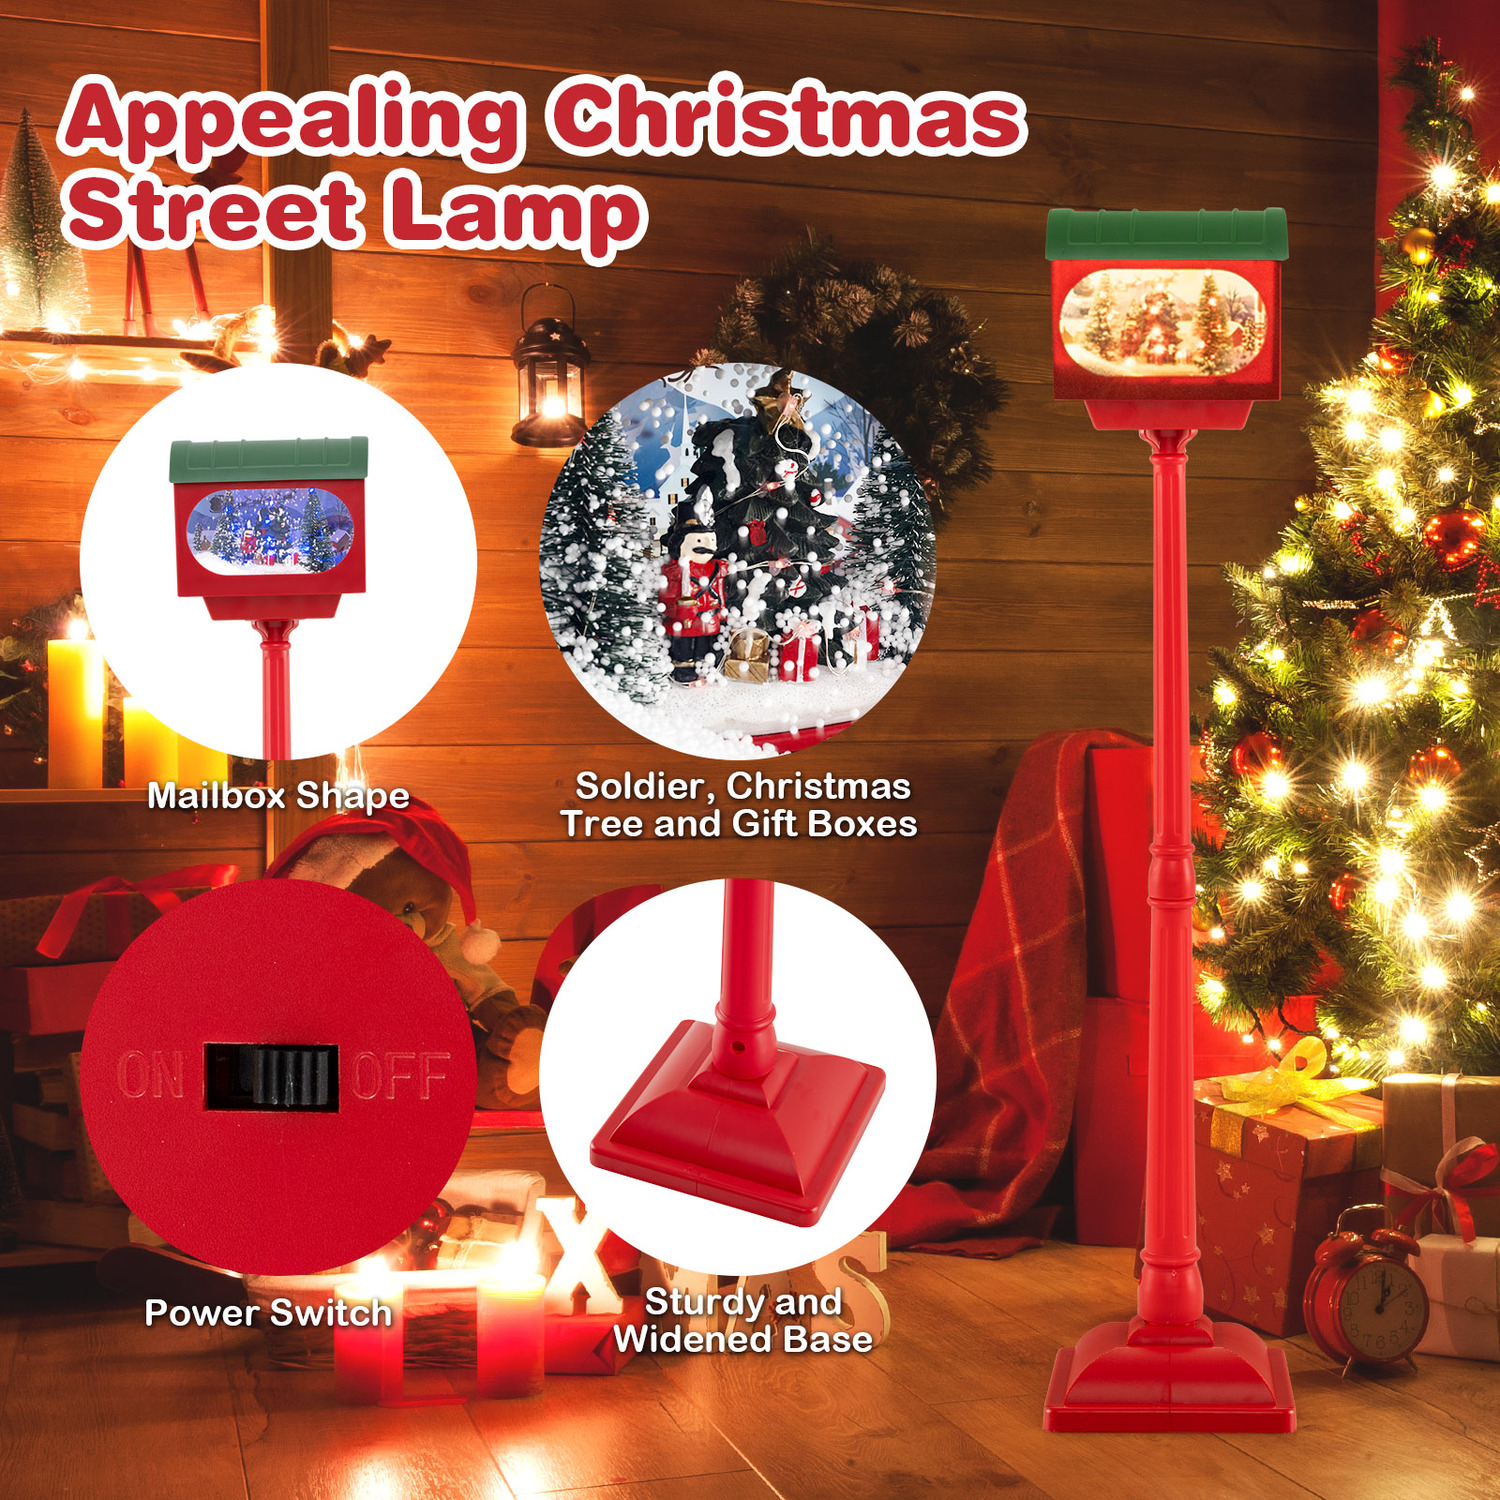 Appealing Christmas
Street Lamp
Mailbox Shape
Soldier, Christmas
Tree and Gift Boxes
ON OFF
Power Switch
Sturdy and
Widened Base
XMAS